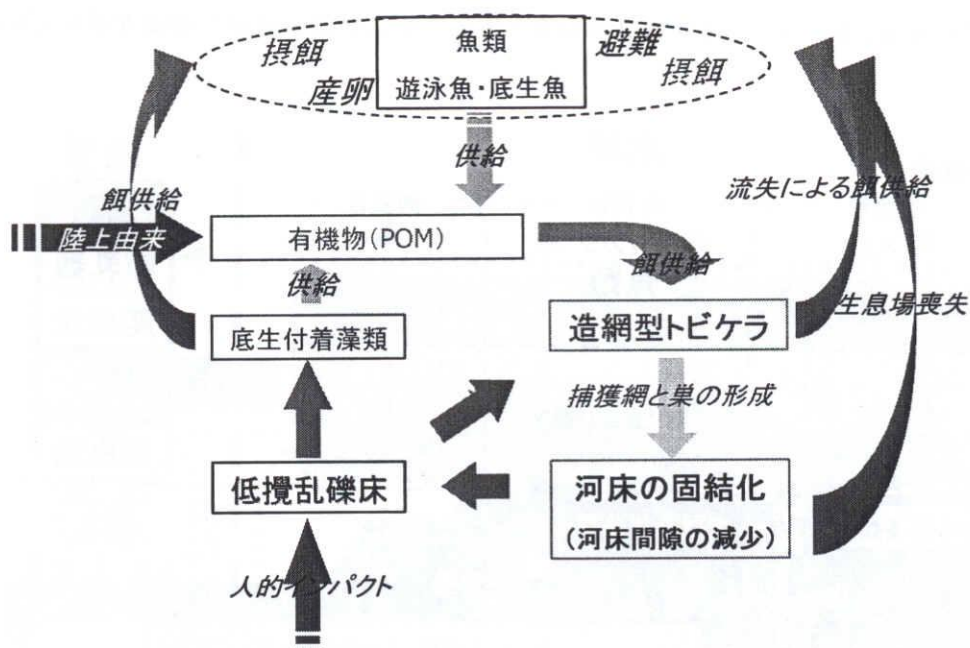 摂餌
産卵
魚類
遊泳魚・底生魚
避難
摂餌
供給
餌供給
流失による餌供給
陸上由来
有機物(POM)
餌供給
供給
生息場喪失
底生付着藻類
造網型トビケラ
捕獲網と巣の形成
低攪乱礫床
河床の固結化
(河床間隙の減少)
人的インパクト